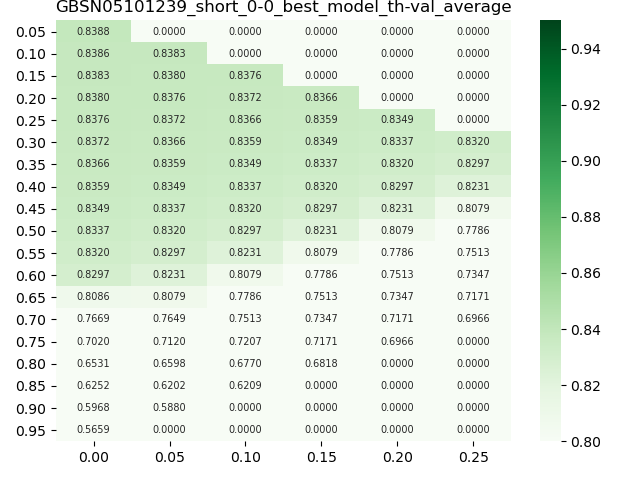 GBSN05101239_short_0-0_best_model_th-val_average
0.05 0.8388 0.0000 0.0000 0.0000 0.0000 0.0000
0.10 0.8386 0.8383 0.0000 0.0000 0.0000 0.0000 0.94
0.15 0.8383 0.8380 0.8376 0.0000 0.0000 0.0000
0.20 0.8380 0.8376 0.8372 0.8366 0.0000 0.0000 0.92
0.25 0.8376 0.8372 0.8366 0.8359 0.8349 0.0000
0.30 0.8372 0.8366 0.8359 0.8349 0.8337 0.8320 0.90
0.35 0.8366 0.8359 0.8349 0.8337 0.8320 0.8297
0.40 0.8359 0.8349 0.8337 0.8320 0.8297 0.8231
0.45 0.8349 0.8337 0.8320 0.8297 0.8231 0.8079 0.88
0.50 0.8337 0.8320 0.8297 0.8231 0.8079 0.7786
0.55 0.8320 0.8297 0.8231 0.8079 0.7786 0.7513
0.60 0.8297 0.8231 0.8079 0.7786 0.7513 0.7347 0.86
0.65 0.8086 0.8079 0.7786 0.7513 0.7347 0.7171
0.70 0.7669 0.7649 0.7513 0.7347 0.7171 0.6966 0.84
0.75 0.7020 0.7120 0.7207 0.7171 0.6966 0.0000
0.80 0.6531 0.6598 0.6770 0.6818 0.0000 0.0000
0.85 0.6252 0.6202 0.6209 0.0000 0.0000 0.0000 0.82
0.90 0.5968 0.5880 0.0000 0.0000 0.0000 0.0000
0.95 0.5659 0.0000 0.0000 0.0000 0.0000 0.0000 0.80
0.00 0.05 0.10 0.15 0.20 0.25